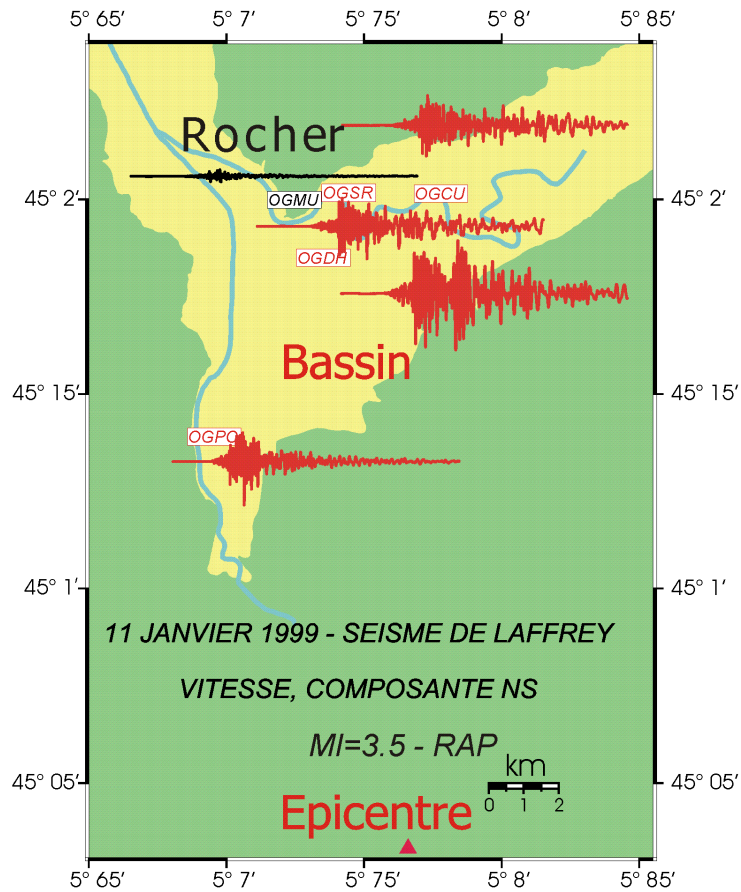 5° 65' 5° 7' 5° 75' 5° 8' 5° 85'
Rocher
45° 2' 45° 2'
OGMU OGSR OGCU
OGDH
Bassin
45° 15' 45° 15'
OGPC
45° 1' 45° 1'
11 JANVIER 1999 - SEISME DE LAFFREY
VITESSE, COMPOSANTE NS
Ml=3.5 - RAP
km
45° 05' 45° 05'
0 1 2
Epicentre
5° 65' 5° 7' 5° 75' 5° 8' 5° 85'